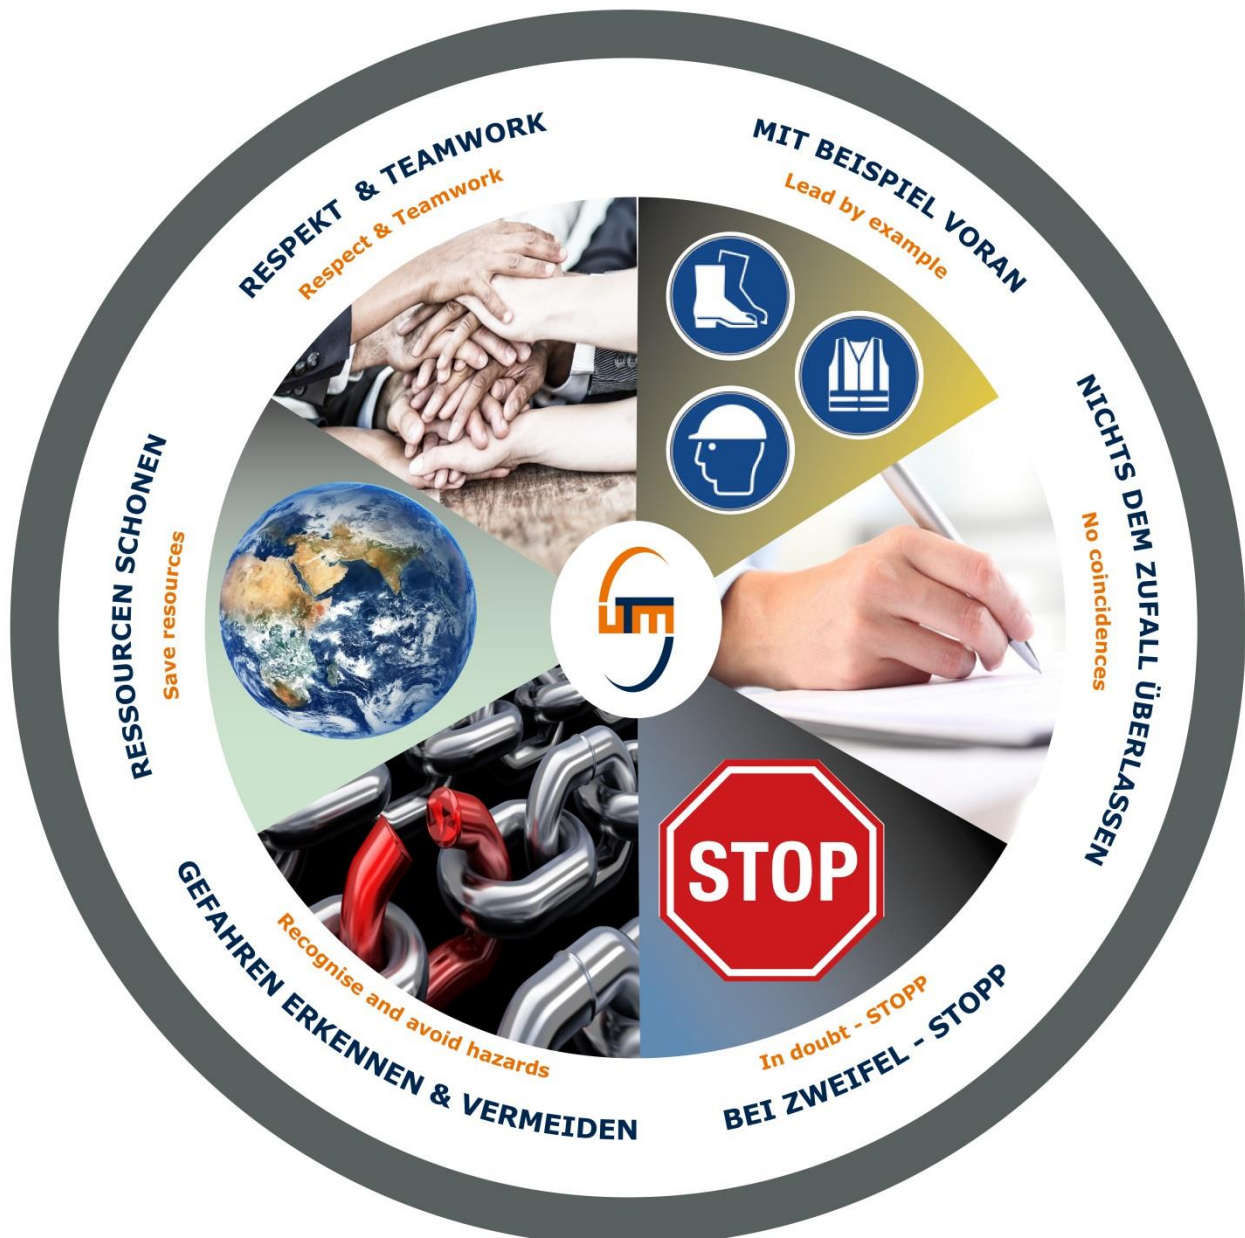 RESPEKT & TEAMWORK
Respect & Teamwork
MIT BEISPIEL VORAN
Lead by example
NICHTS DEM ZUFALL ÜBERLASSEN
No coincidences
STOP
In doubt - STOPP
BEI ZWEIFEL - STOPP
Recognise and avoid hazards
GEFAHREN ERKENNEN & VERMEIDEN
RESSOURCEN SCHONEN
Save resources
uTm